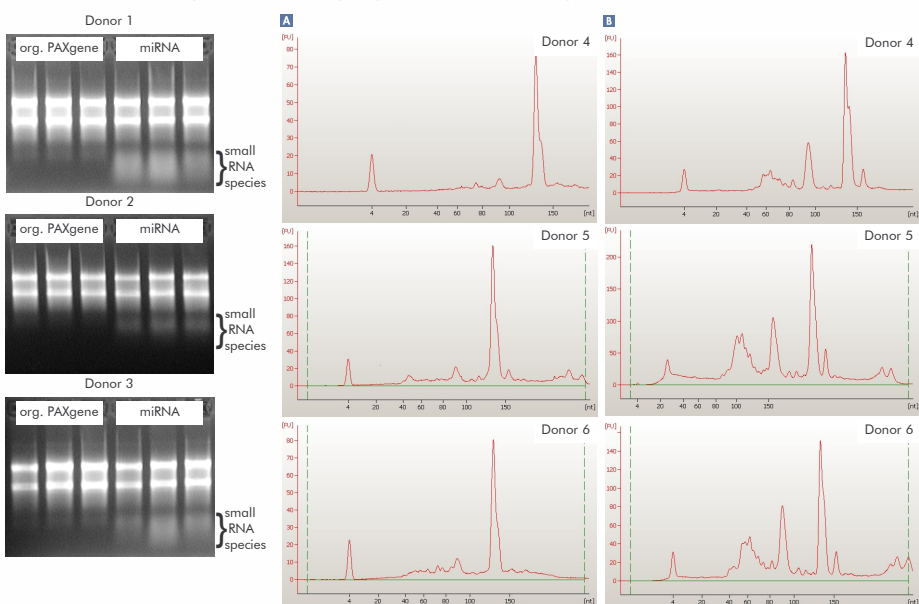 Donor 1
org. PAXgene miRNA
small
RNA
species
Donor 2
org. PAXgene miRNA
small
RNA
species
Donor 3
org. PAXgene miRNA
small
RNA
species
A
[FU]
Donor 4
80
70
60
50
40
30
20
10
0
4 20 40 60 80 100 150 [nt]
[FU]
Donor 5
160
140
120
100
80
60
40
20
0
4 20 40 60 80 100 150 [nt]
[FU]
Donor 6
80
70
60
50
40
30
20
10
0
4 20 40 60 80 100 150 [nt]
B
[FU]
Donor 4
160
140
120
100
80
60
40
20
0
4 20 40 60 80 100 150 [nt]
[FU]
Donor 5
200
150
100
50
0
4 20 40 60 80 100 150 [nt]
[FU]
Donor 6
140
120
100
80
60
40
20
0
4 20 40 60 80 100 150 [nt]